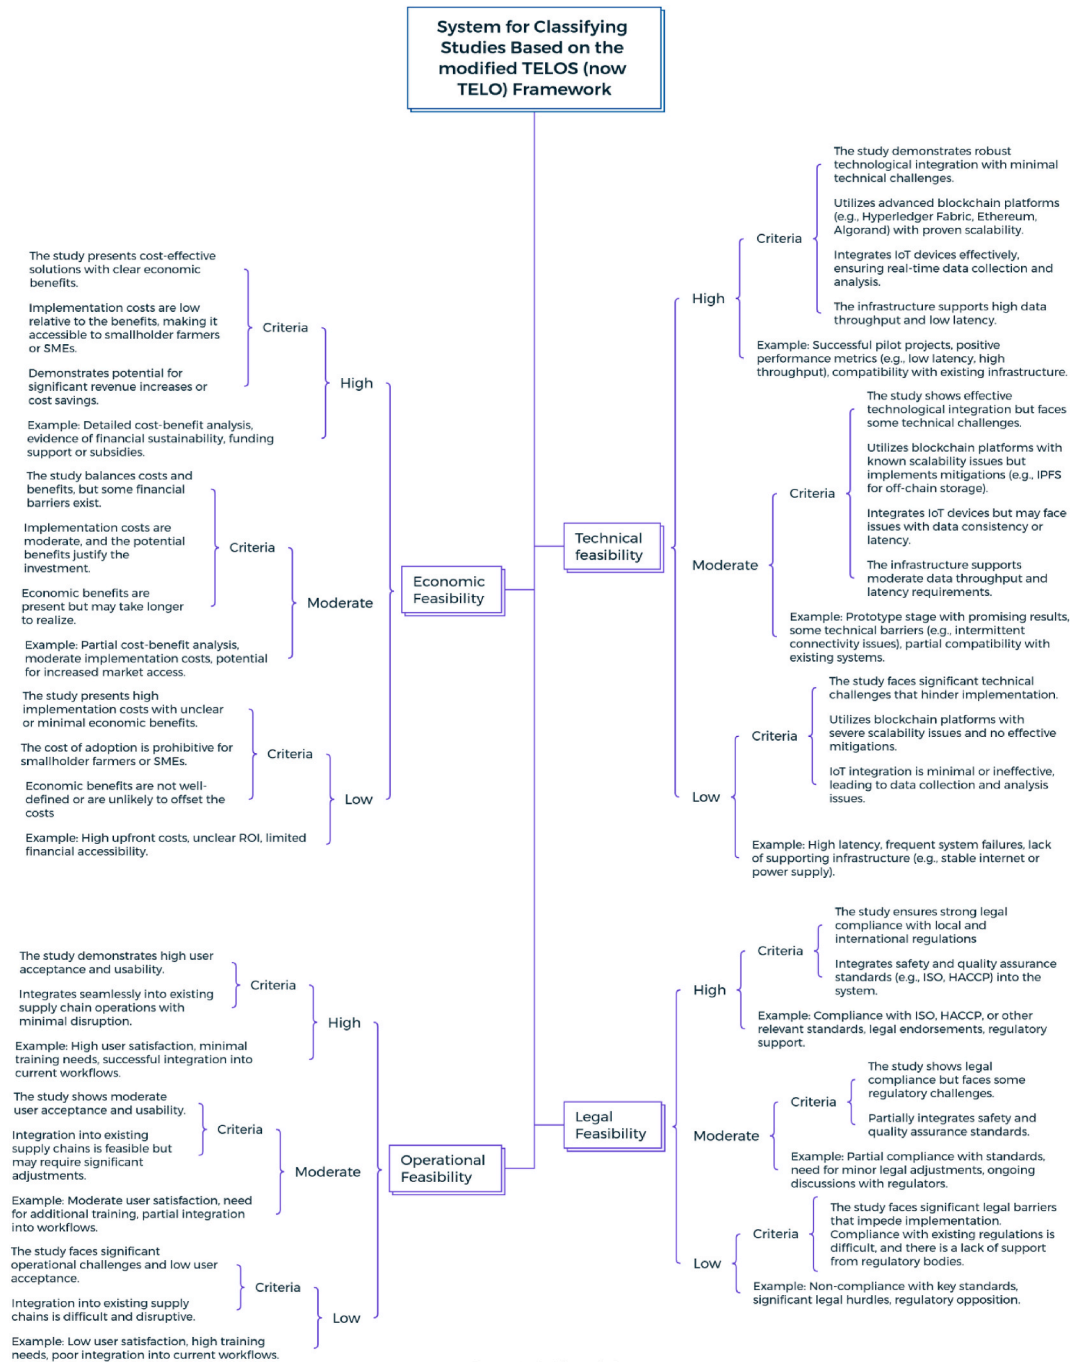 System for Classifying
Studies Based on the
modified TELOS (now
TELO) Framework
Technical
feasibility
High
Criteria
The study demonstrates robust
technological integration with minimal
technical challenges.
Utilizes advanced blockchain platforms
(e.g., Hyperledger Fabric, Ethereum,
Algorand) with proven scalability.
Integrates IoT devices effectively,
ensuring real-time data collection and
analysis.
The infrastructure supports high data
throughput and low latency.
Example: Successful pilot projects, positive
performance metrics (e.g., low latency, high
throughput), compatibility with existing infrastructure.
Moderate
Criteria
The study shows effective
technological integration but faces
some technical challenges.
Utilizes blockchain platforms with
known scalability issues but
implements mitigations (e.g., IPFS
for off-chain storage).
Integrates IoT devices but may face
issues with data consistency or
latency.
The infrastructure supports
moderate data throughput and
latency requirements.
Example: Prototype stage with promising results,
some technical barriers (e.g., intermittent
connectivity issues), partial compatibility with
existing systems.
Low
Criteria
The study faces significant technical
challenges that hinder implementation.
Utilizes blockchain platforms with
severe scalability issues and no effective
mitigations.
IoT integration is minimal or ineffective,
leading to data collection and analysis
issues.
Example: High latency, frequent system failures, lack
of supporting infrastructure (e.g., stable internet or
power supply).
Economic
Feasibility
High
Criteria
The study presents cost-effective
solutions with clear economic
benefits.
Implementation costs are low
relative to the benefits, making it
accessible to smallholder farmers
or SMEs.
Demonstrates potential for
significant revenue increases or
cost savings.
Example: Detailed cost-benefit analysis,
evidence of financial sustainability, funding
support or subsidies.
Moderate
Criteria
The study balances costs and
benefits, but some financial
barriers exist.
Implementation costs are
moderate, and the potential
benefits justify the
investment.
Economic benefits are
present but may take longer
to realize.
Example: Partial cost-benefit analysis,
moderate implementation costs, potential
for increased market access.
Low
Criteria
The study presents high
implementation costs with unclear
or minimal economic benefits.
The cost of adoption is prohibitive for
smallholder farmers or SMEs.
Economic benefits are not well-
defined or are unlikely to offset the
costs
Example: High upfront costs, unclear ROI, limited
financial accessibility.
Legal
Feasibility
High
Criteria
The study ensures strong legal
compliance with local and
international regulations
Integrates safety and quality assurance
standards (e.g., ISO, HACCP) into the
system.
Example: Compliance with ISO, HACCP, or other
relevant standards, legal endorsements, regulatory
support.
Moderate
Criteria
The study shows legal
compliance but faces some
regulatory challenges.
Partially integrates safety and
quality assurance standards.
Example: Partial compliance with standards,
need for minor legal adjustments, ongoing
discussions with regulators.
Low
Criteria
The study faces significant legal barriers
that impede implementation.
Compliance with existing regulations is
difficult, and there is a lack of support
from regulatory bodies.
Example: Non-compliance with key standards,
significant legal hurdles, regulatory opposition.
Operational
Feasibility
High
Criteria
The study demonstrates high user
acceptance and usability.
Integrates seamlessly into existing
supply chain operations with
minimal disruption.
Example: High user satisfaction, minimal
training needs, successful integration into
current workflows.
Moderate
Criteria
The study shows moderate
user acceptance and usability.
Integration into existing
supply chains is feasible but
may require significant
adjustments.
Example: Moderate user satisfaction, need
for additional training, partial integration
into workflows.
Low
Criteria
The study faces significant
operational challenges and low user
acceptance.
Integration into existing supply
chains is difficult and disruptive.
Example: Low user satisfaction, high training
needs, poor integration into current workflows.